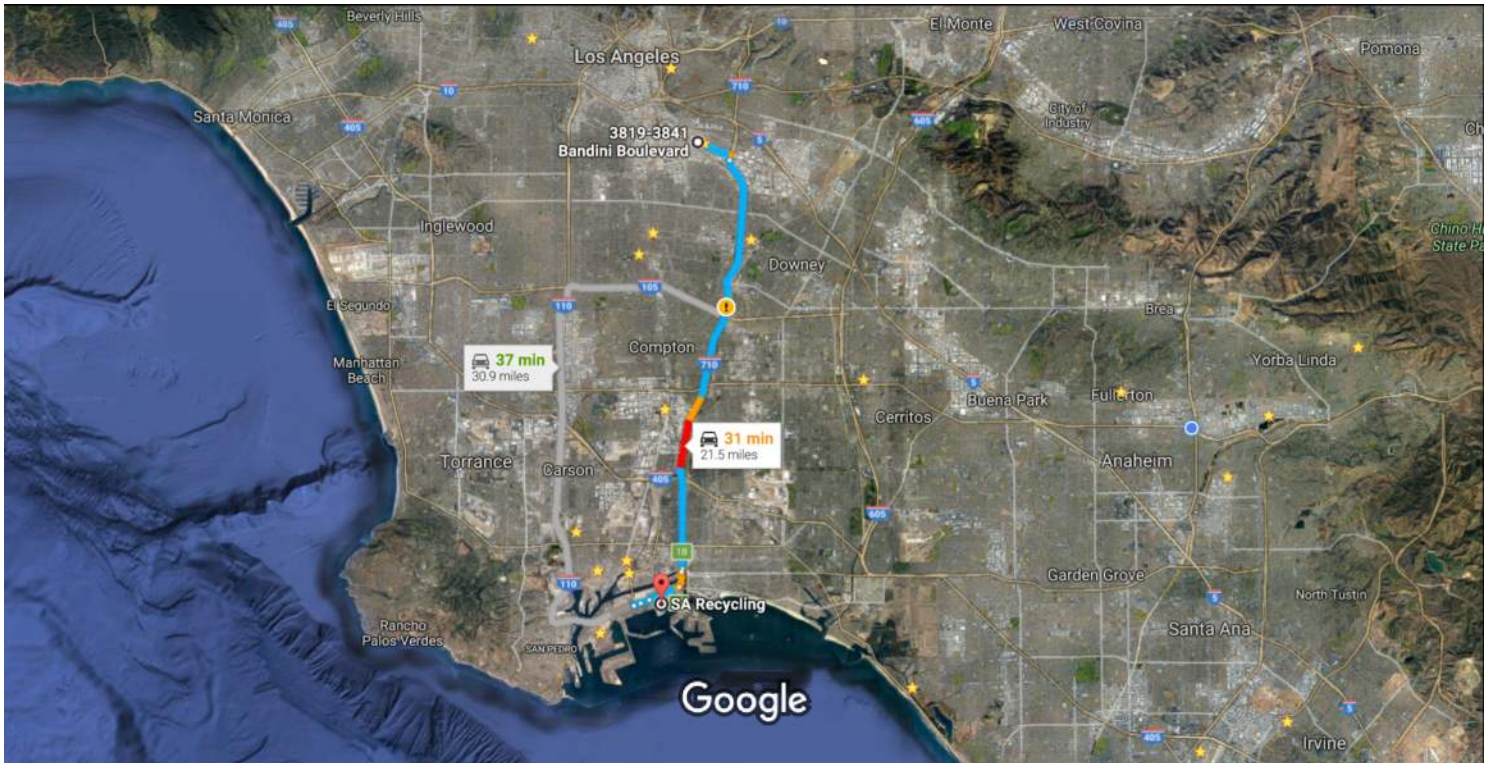 Beverly Hills
405
10
El Monte
West Covina
Los Angeles
Pomona
710
10
Santa Monica
405
605
City of
Industry
3819-3841
Bandini Boulevard
5
Inglewood
Chino H
State Pa
Downey
105
El Segundo
110
Brea
Compton
37 min
30.9 miles
710
Manhattan
Beach
Yorba Linda
5
Buena Park
Fullerton
Cerritos
31 min
21.5 miles
Torrance
Carson
405
Anaheim
605
18
110
Garden Grove
SA Recycling
5
North Tustin
Rancho
Palos Verdes
SAN PEDRO
Santa Ana
Google
5
405
Irvine